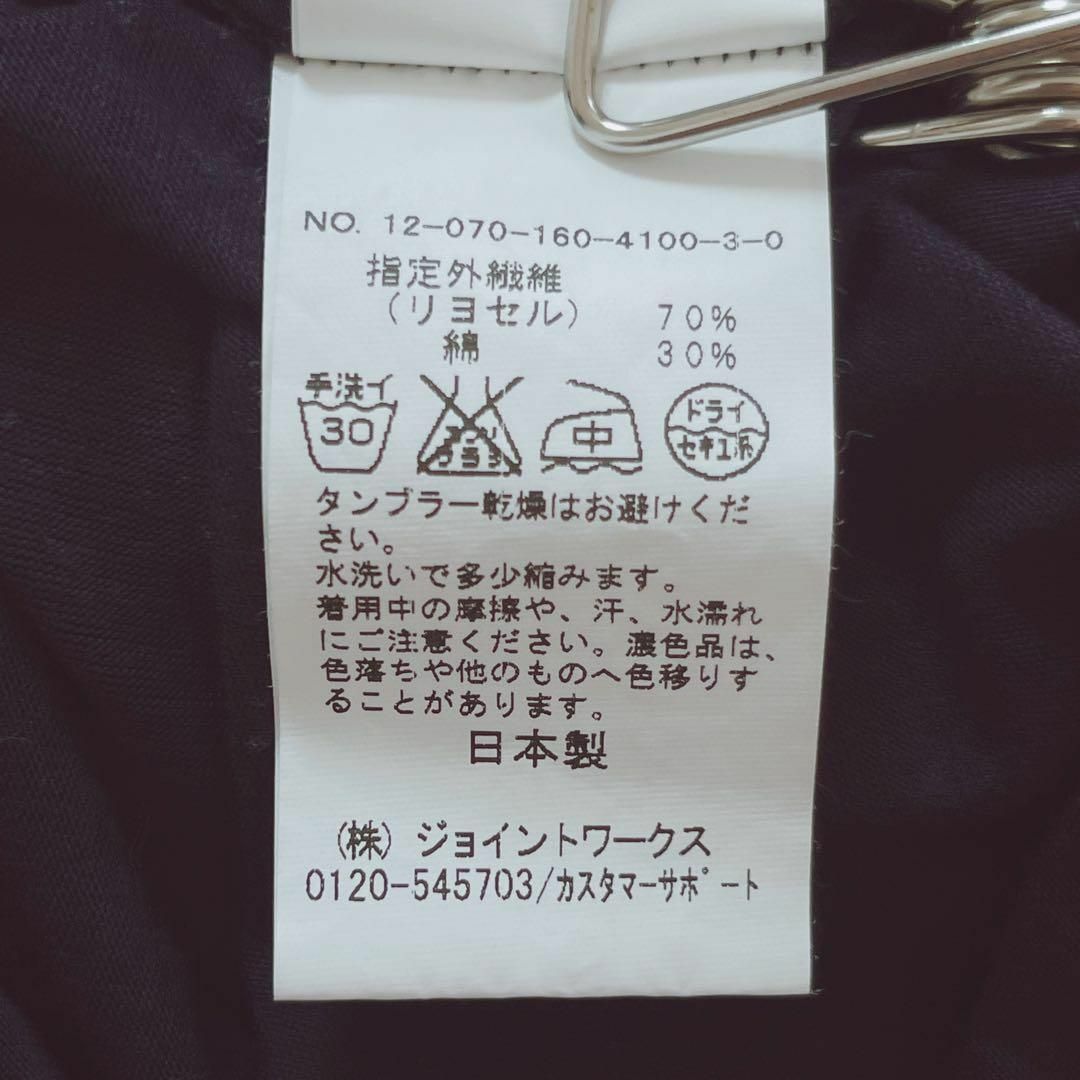 NO. 12-070-160-4100-3-0
指定外繊維
(リヨセル) 70%
綿 30%
手洗イ
30
エンソ
サラシ
中
ドライ
セキユ系
タンブラー乾燥はお避けくだ
さい。
水洗いで多少縮みます。
着用中の摩擦や、汗、水濡れ
にご注意ください。濃色品は、
色落ちや他のものへ色移りす
ることがあります。
日本製
(株) ジョイントワークス
0120-545703/カスタマーサポート